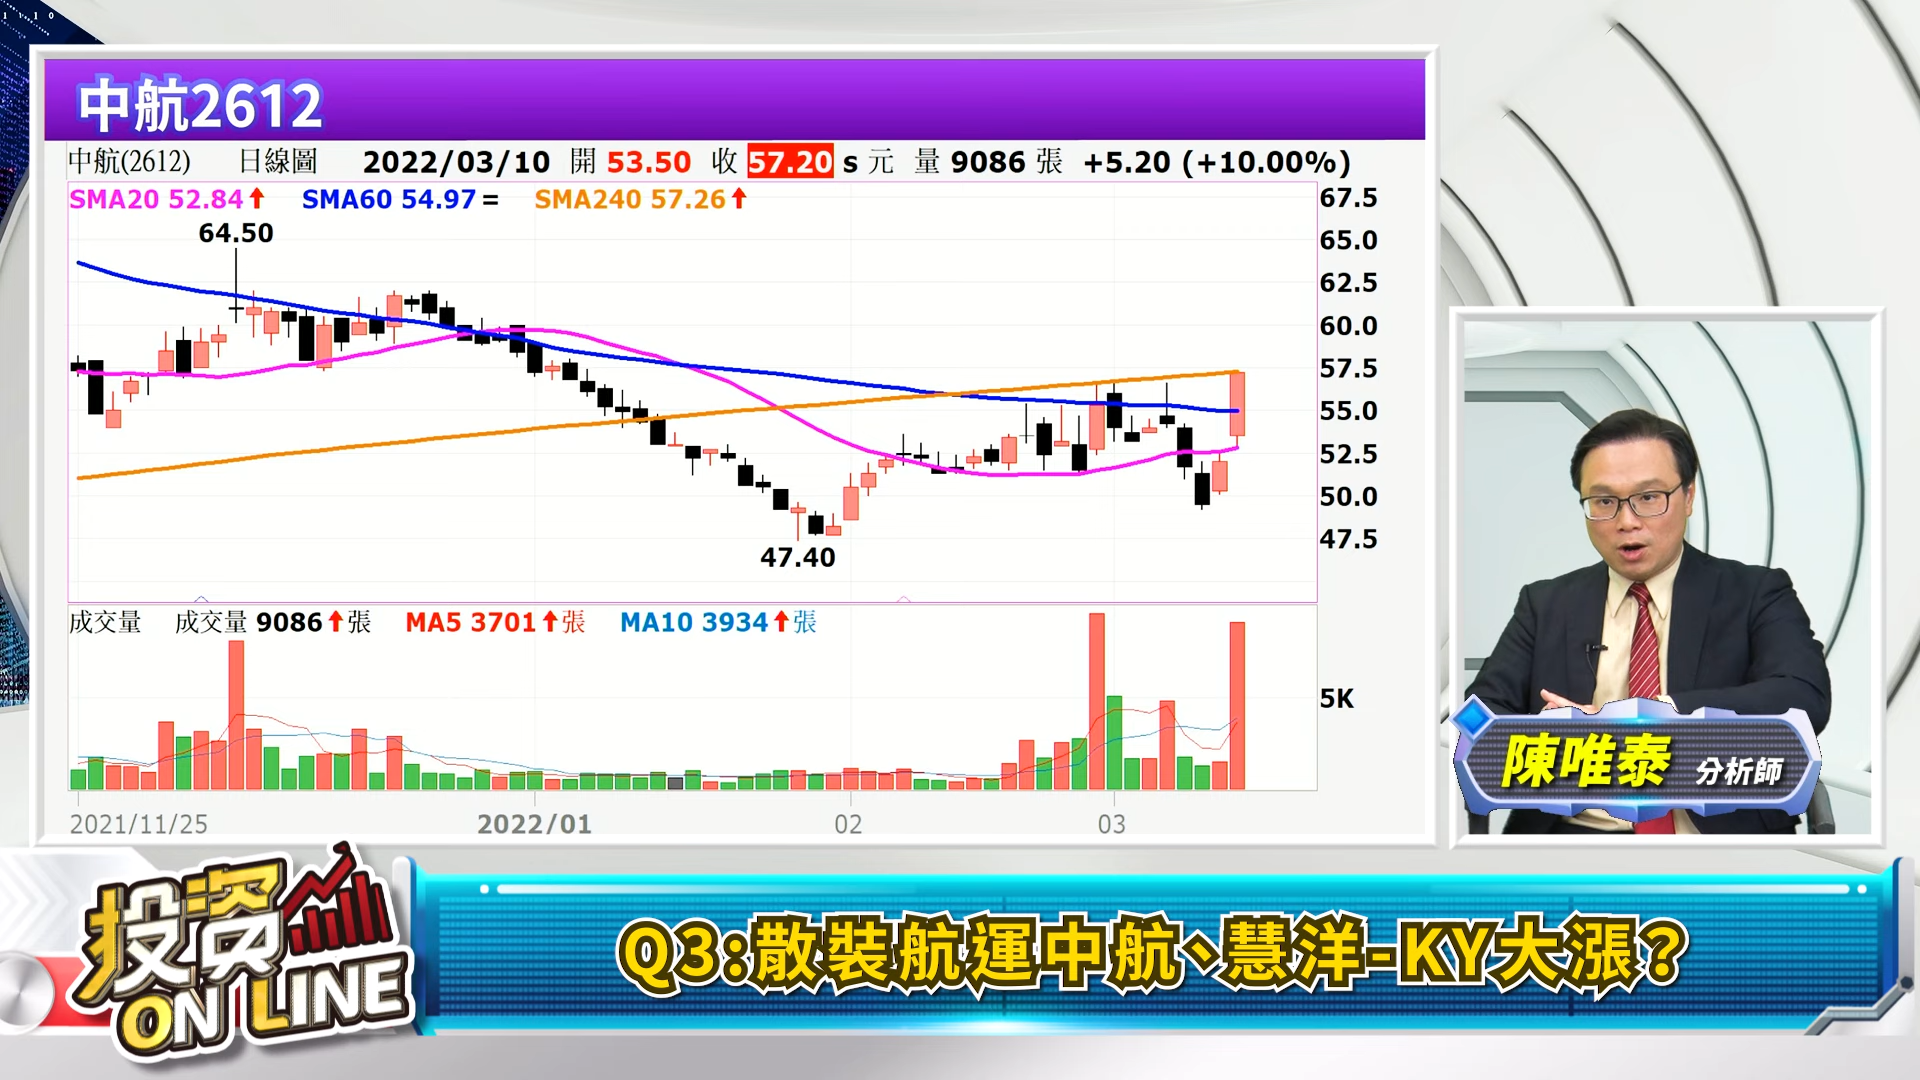 1 1 1 0
中航2612
中航(2612) 日線圖 2022/03/10 開 53.50 收 57.20 s 元 量 9086 張 +5.20 (+10.00%)
SMA20 52.84↑ SMA60 54.97= SMA240 57.26↑
64.50
47.40
67.5
65.0
62.5
60.0
57.5
55.0
52.5
50.0
47.5
成交量 成交量 9086↑張 MA5 3701↑張 MA10 3934↑張
5K
2021/11/25 2022/01 02 03
陳唯泰 分析師
投資
ON LINE
Q3:散裝航運中航、慧洋-KY大漲?